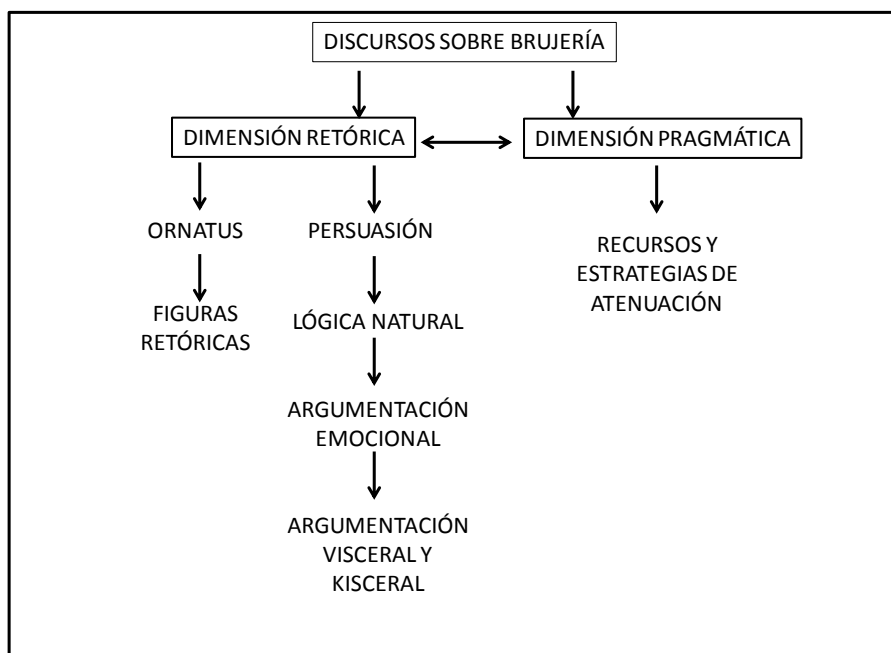 DISCURSOS SOBRE BRUJERÍA
DIMENSIÓN RETÓRICA
DIMENSIÓN PRAGMÁTICA
ORNATUS
PERSUASIÓN
RECURSOS Y
ESTRATEGIAS DE
ATENUACIÓN
FIGURAS
RETÓRICAS
LÓGICA NATURAL
ARGUMENTACIÓN
EMOCIONAL
ARGUMENTACIÓN
VISCERAL Y
KISCERAL